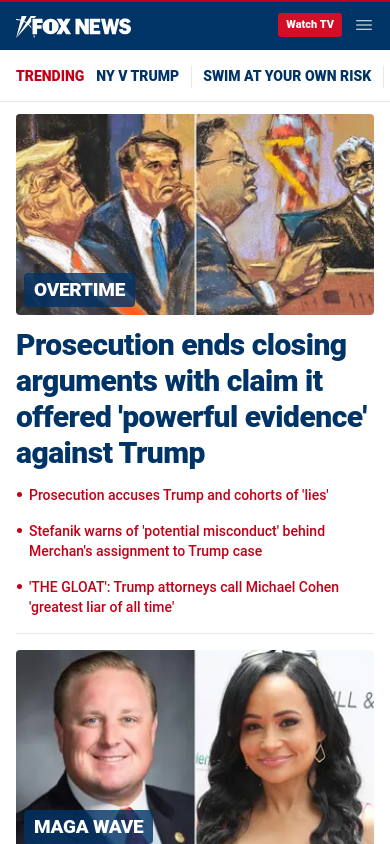 FOX NEWS
Watch TV
TRENDING NY V TRUMP SWIM AT YOUR OWN RISK
OVERTIME
Prosecution ends closing
arguments with claim it
offered 'powerful evidence'
against Trump
Prosecution accuses Trump and cohorts of 'lies'
Stefanik warns of 'potential misconduct' behind
Merchan's assignment to Trump case
'THE GLOAT': Trump attorneys call Michael Cohen
'greatest liar of all time'
ILL &
MAGA WAVE